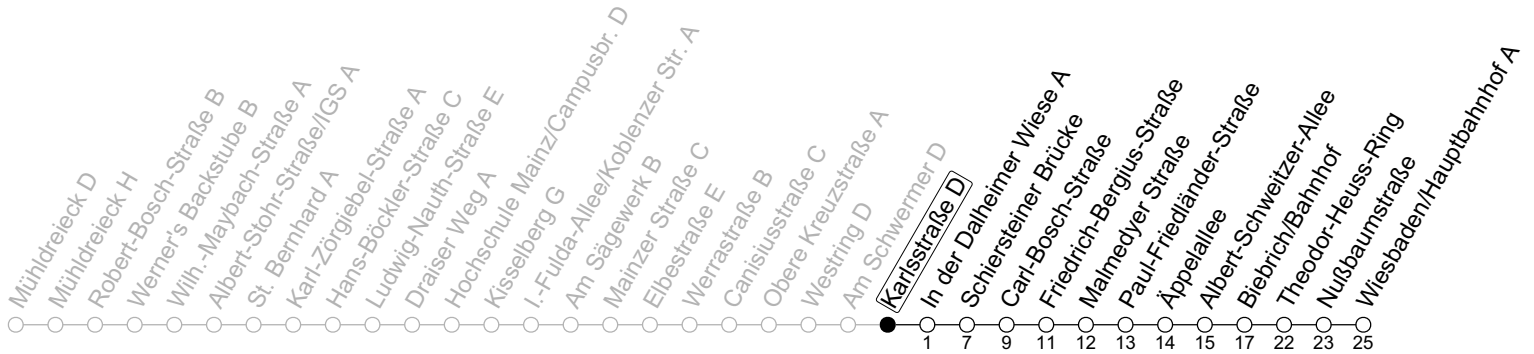 Mühldreieck D
Mühldreieck H
Robert-Bosch-Straße B
Werner's Backstube B
Wilh.-Maybach-Straße A
Albert-Stohr-Straße/IGS A
St. Bernhard A
Karl-Zörgiebel-Straße A
Hans-Böckler-Straße C
Ludwig-Nauth-Straße E
Draiser Weg A
Hochschule Mainz/Campusbr. D
Kisselberg G
I.-Fulda-Allee/Koblenzer Str. A
Am Sägewerk B
Mainzer Straße C
Elbestraße E
Werrastraße B
Canisiusstraße C
Obere Kreuzstraße A
Westring D
Am Schwermer D
Karlsstraße D
In der Dalheimer Wiese A
Schiersteiner Brücke
Carl-Bosch-Straße
Friedrich-Bergius-Straße
Malmedyer Straße
Paul-Friedländer-Straße
Äppelallee
Albert-Schweitzer-Allee
Biebrich/Bahnhof
Theodor-Heuss-Ring
Nußbaumstraße
Wiesbaden/Hauptbahnhof A
1 7 9 11 12 13 14 15 17 22 23 25